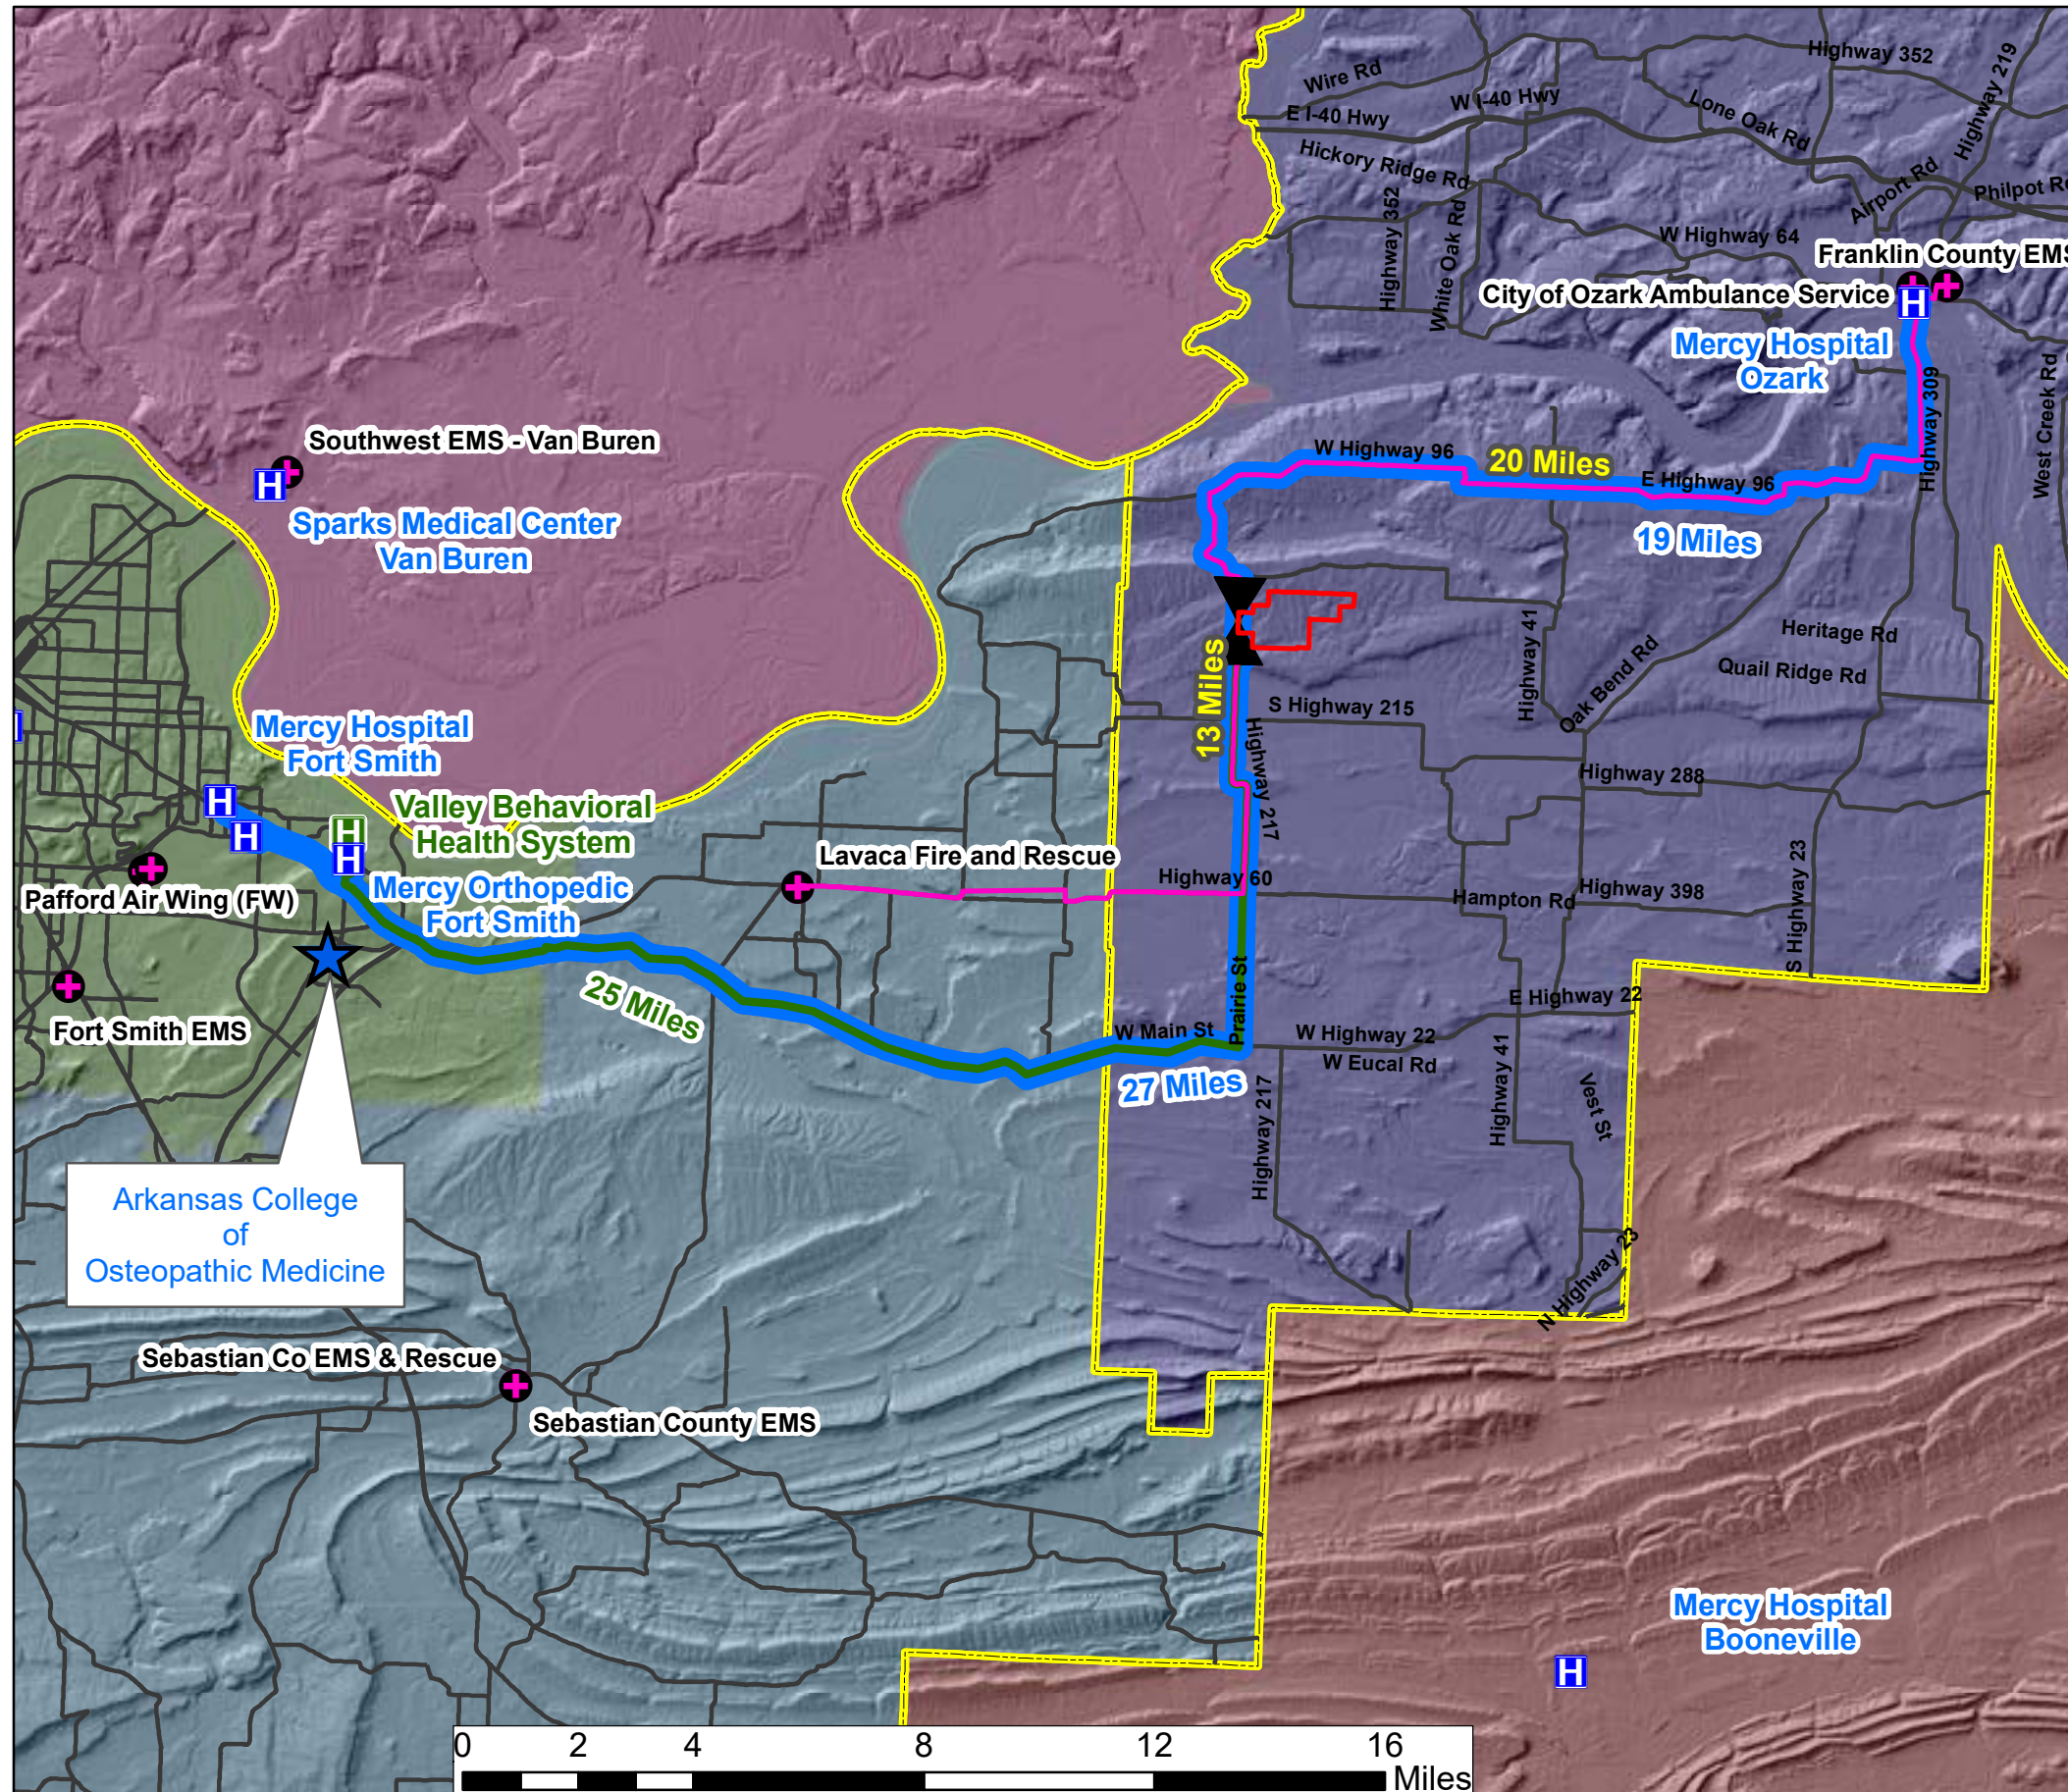 Highway 352
Highway 219
Wire Rd
W I-40 Hwy
E I-40 Hwy
Lone Oak Rd
Hickory Ridge Rd
Airport Rd
Philpot Rd
Highway 352
White Oak Rd
W Highway 64
Franklin County EMS
City of Ozark Ambulance Service
H
Mercy Hospital
Ozark
Highway 309
West Creek Rd
Southwest EMS - Van Buren
H
Sparks Medical Center
Van Buren
W Highway 96
20 Miles
E Highway 96
19 Miles
13 Miles
Highway 41
Oak Bend Rd
Heritage Rd
Quail Ridge Rd
S Highway 215
Highway 217
Highway 288
Mercy Hospital
Fort Smith
H
H
H
H
Valley Behavioral
Health System
Lavaca Fire and Rescue
Highway 60
Hampton Rd
Highway 398
S Highway 23
Pafford Air Wing (FW)
Mercy Orthopedic
Fort Smith
25 Miles
Prairie St
E Highway 22
Fort Smith EMS
W Main St
W Highway 22
W Eucal Rd
27 Miles
Highway 217
Highway 41
Vest St
Arkansas College
of
Osteopathic Medicine
N Highway 23
Sebastian Co EMS & Rescue
Sebastian County EMS
Mercy Hospital
Booneville
H
0 2 4 8 12 16
Miles